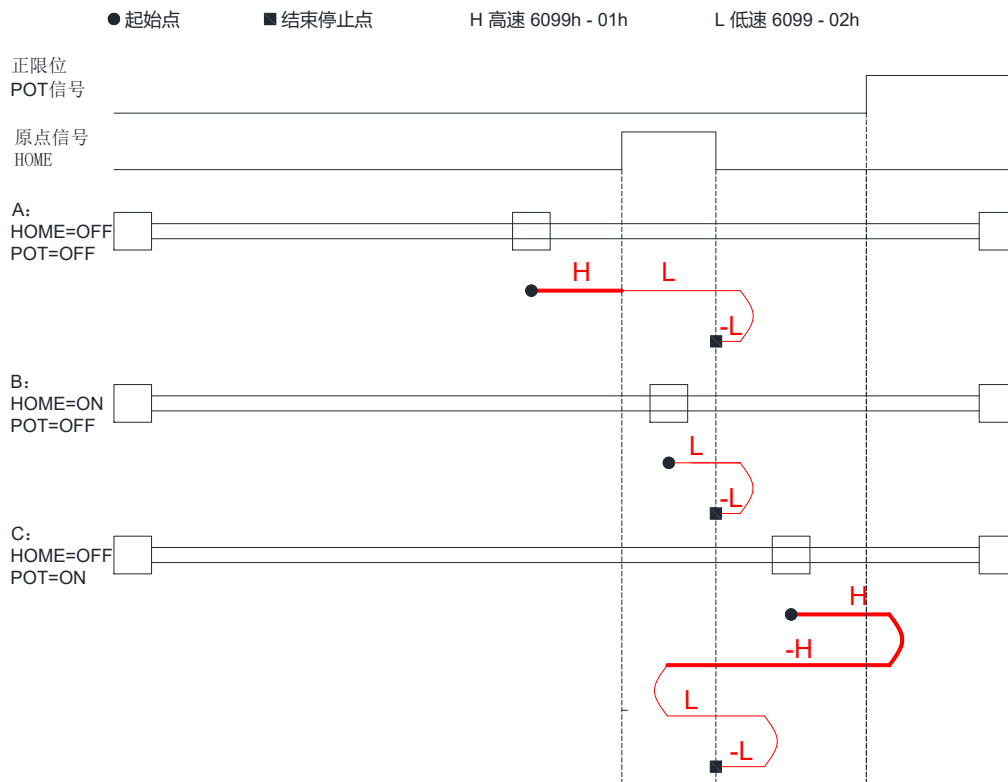 起始点 结束停止点 H 高速 6099h - 01h L 低速 6099 - 02h
正限位
POT信号
原点信号
HOME
A:
HOME=OFF
POT=OFF
H L
-L
B:
HOME=ON
POT=OFF
L
-L
C:
HOME=OFF
POT=ON
H
-H
L
-L